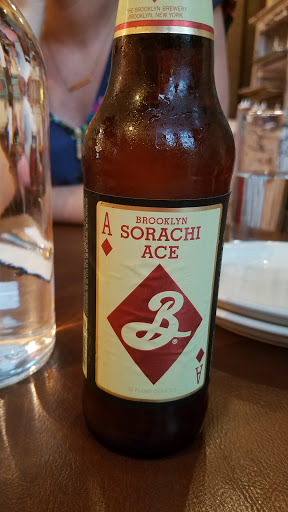 THE BROOKLYN BREWERY
BROOKLYN, NEW YORK
A
BROOKLYN
SORACHI
ACE
B
®
A